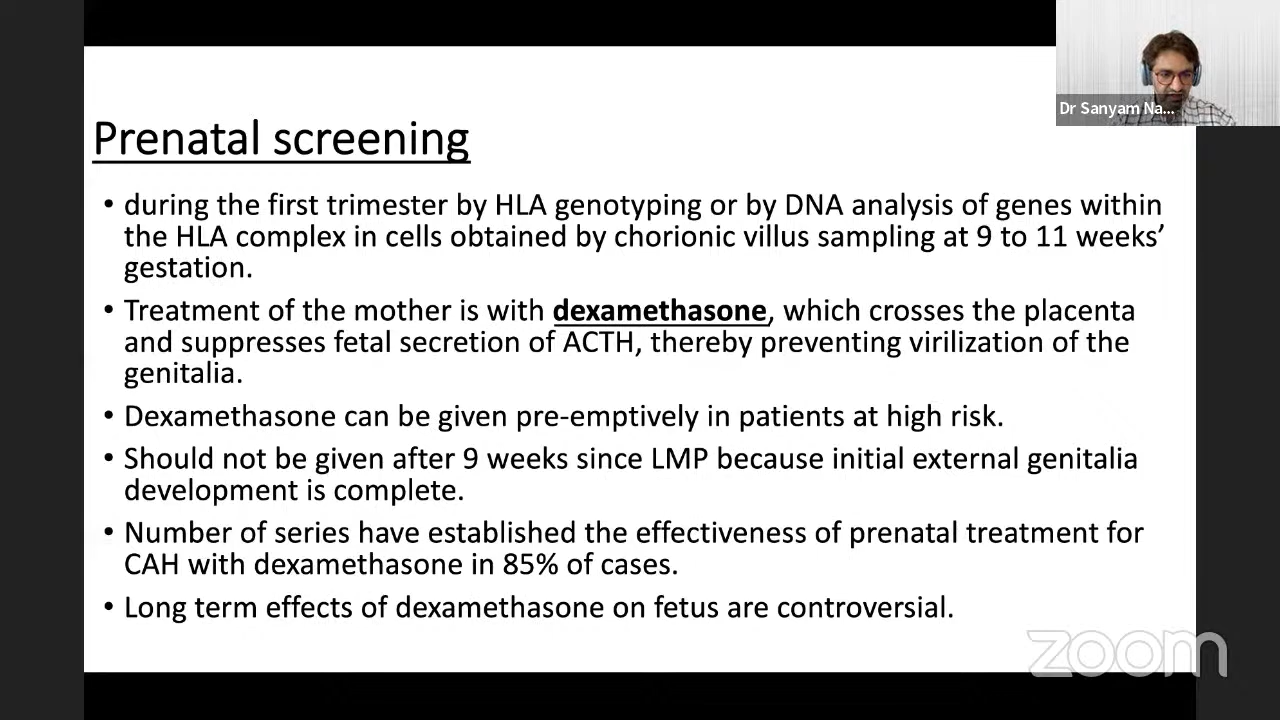 Dr Sanyam Na...
Prenatal screening
• during the first trimester by HLA genotyping or by DNA analysis of genes within
the HLA complex in cells obtained by chorionic villus sampling at 9 to 11 weeks’
gestation.
• Treatment of the mother is with dexamethasone, which crosses the placenta
and suppresses fetal secretion of ACTH, thereby preventing virilization of the
genitalia.
• Dexamethasone can be given pre-emptively in patients at high risk.
• Should not be given after 9 weeks since LMP because initial external genitalia
development is complete.
• Number of series have established the effectiveness of prenatal treatment for
CAH with dexamethasone in 85% of cases.
• Long term effects of dexamethasone on fetus are controversial.
zoom